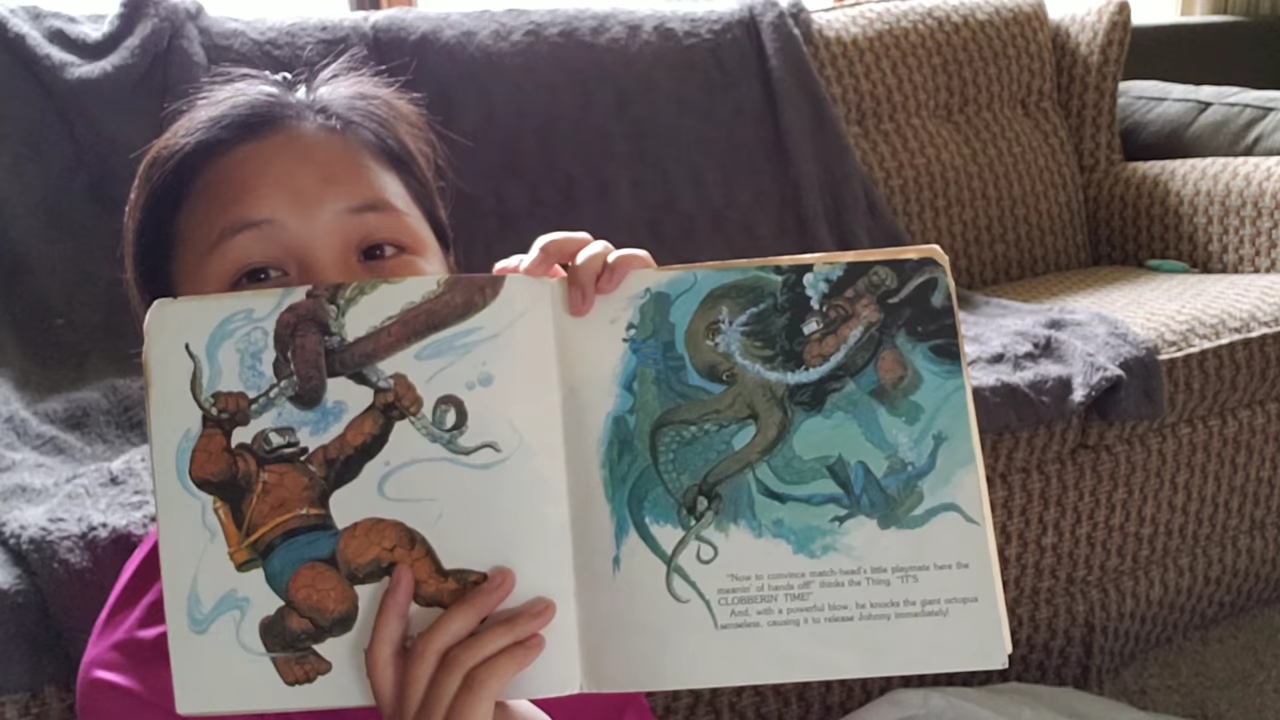 "Now to convince match-head's little playmate here the
meanin' of hands off!" thinks the Thing. "IT'S
CLOBBERIN' TIME!"
And, with a powerful blow, he knocks the giant octopus
senseless, causing it to release Johnny immediately!